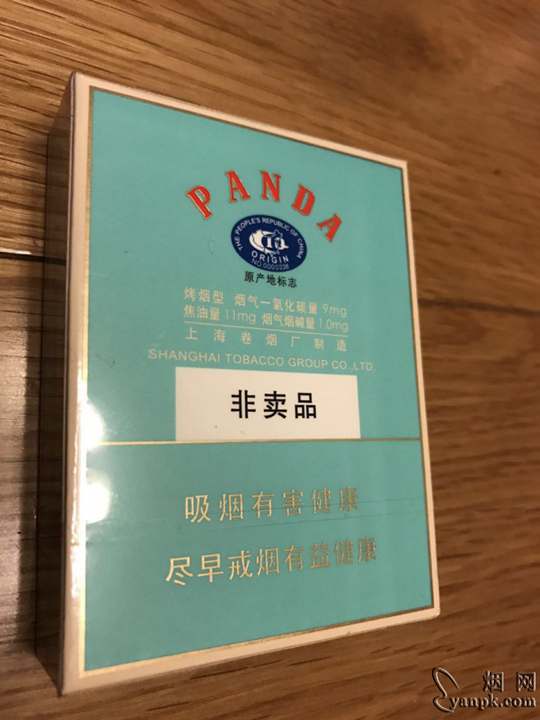 PANDA
THE PEOPLE'S REPUBLIC OF CHINA
ORIGIN
原产地标志
烤烟型 烟气一氧化碳量 9mg
焦油量 11mg 烟气烟碱量 1.0mg
上海卷烟厂制造
SHANGHAI TOBACCO GROUP CO.,LTD.
非卖品
吸烟有害健康
尽早戒烟有益健康
烟网
yanpk.com